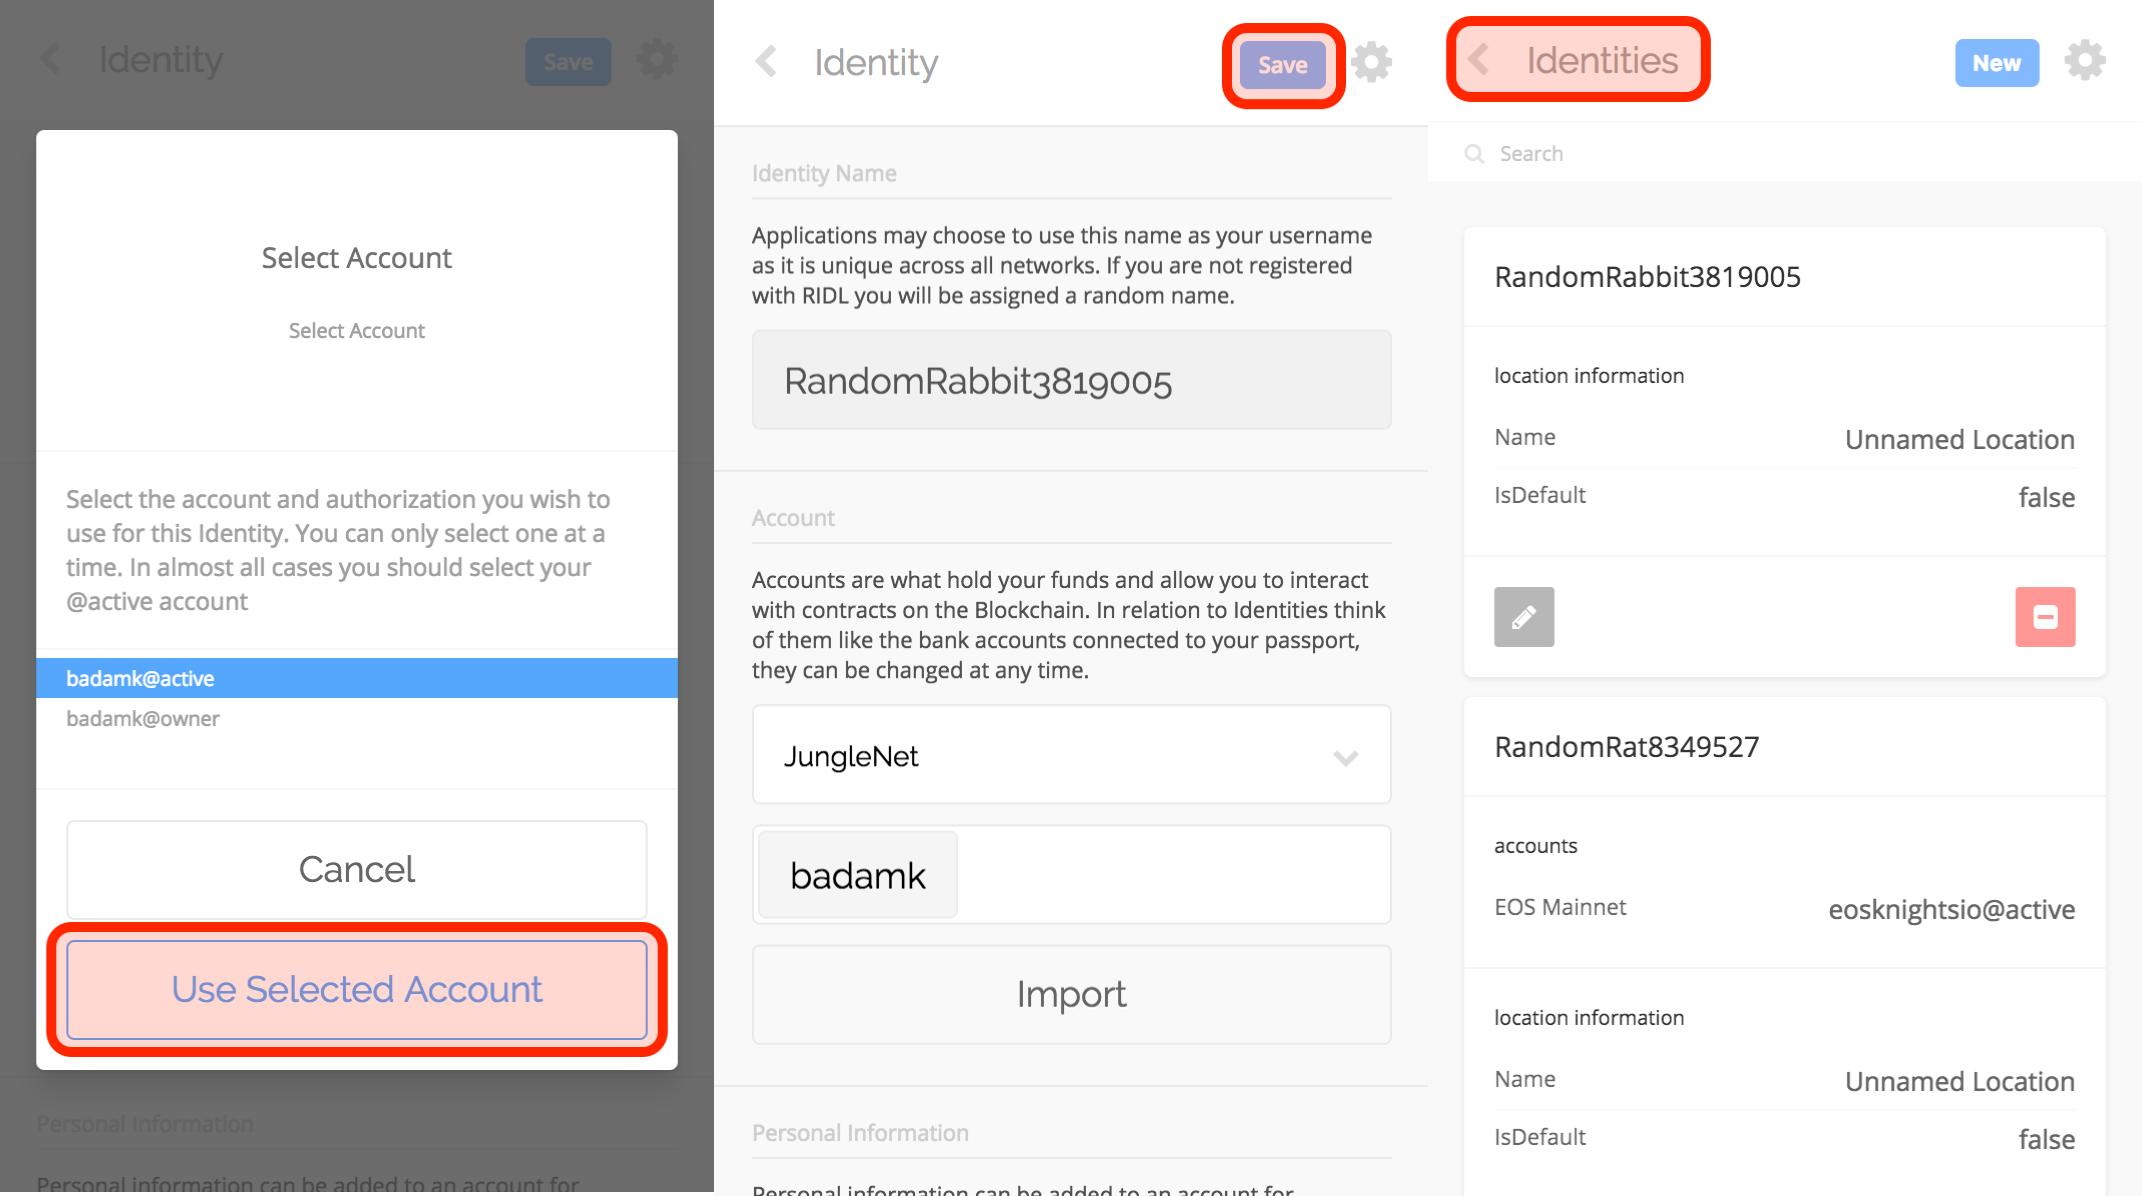 Identity
Save
Select Account
Select Account
Select the account and authorization you wish to
use for this Identity. You can only select one at a
time. In almost all cases you should select your
@active account
badamk@active
badamk@owner
Cancel
Use Selected Account
Personal Information
Personal information can be added to an account for
Identity
Save
Identity Name
Applications may choose to use this name as your username
as it is unique across all networks. If you are not registered
with RIDL you will be assigned a random name.
RandomRabbit3819005
Account
Accounts are what hold your funds and allow you to interact
with contracts on the Blockchain. In relation to Identities think
of them like the bank accounts connected to your passport,
they can be changed at any time.
JungleNet
badamk
Import
Personal Information
Personal information can be added to an account for
Identities
New
Search
RandomRabbit3819005
location information
Name Unnamed Location
IsDefault false
RandomRat8349527
accounts
EOS Mainnet eosknightsio@active
location information
Name Unnamed Location
IsDefault false